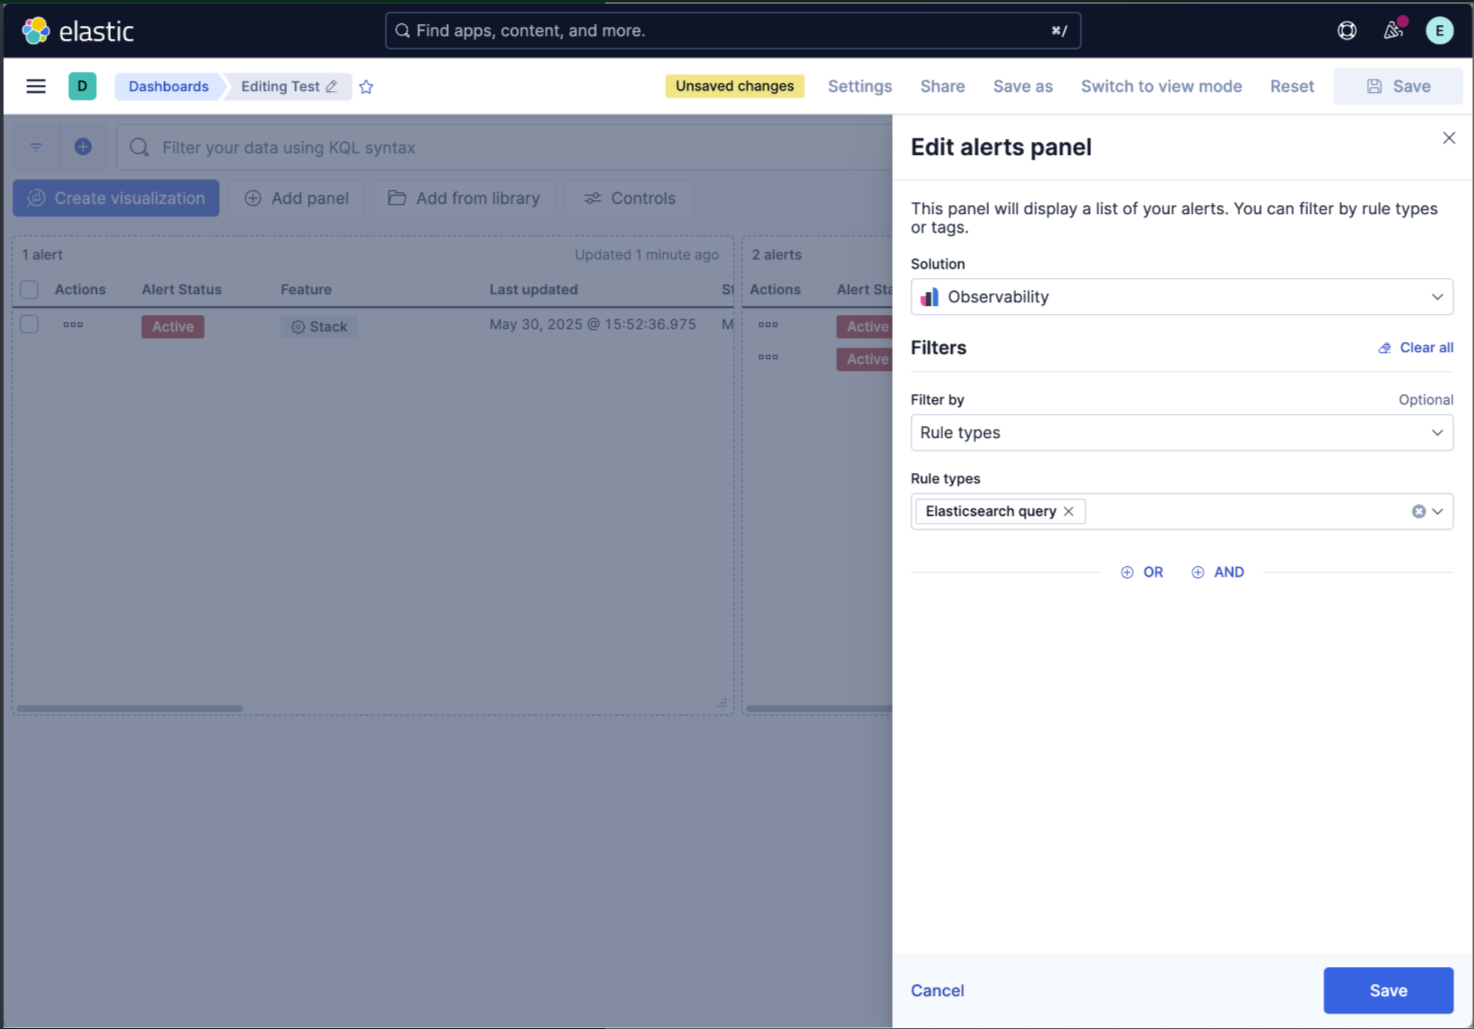 elastic
Find apps, content, and more.
⌘/
E
D
Dashboards
Editing Test
Unsaved changes
Settings
Share
Save as
Switch to view mode
Reset
Save
Filter your data using KQL syntax
Create visualization
Add panel
Add from library
Controls
1 alert
Updated 1 minute ago
Actions
Alert Status
Feature
Last updated
St
Active
Stack
May 30, 2025 @ 15:52:36.975
M
2 alerts
Actions
Alert Sta
Active
Active
Edit alerts panel
This panel will display a list of your alerts. You can filter by rule types
or tags.
Solution
Observability
Filters
Clear all
Filter by
Optional
Rule types
Rule types
Elasticsearch query
OR
AND
Cancel
Save